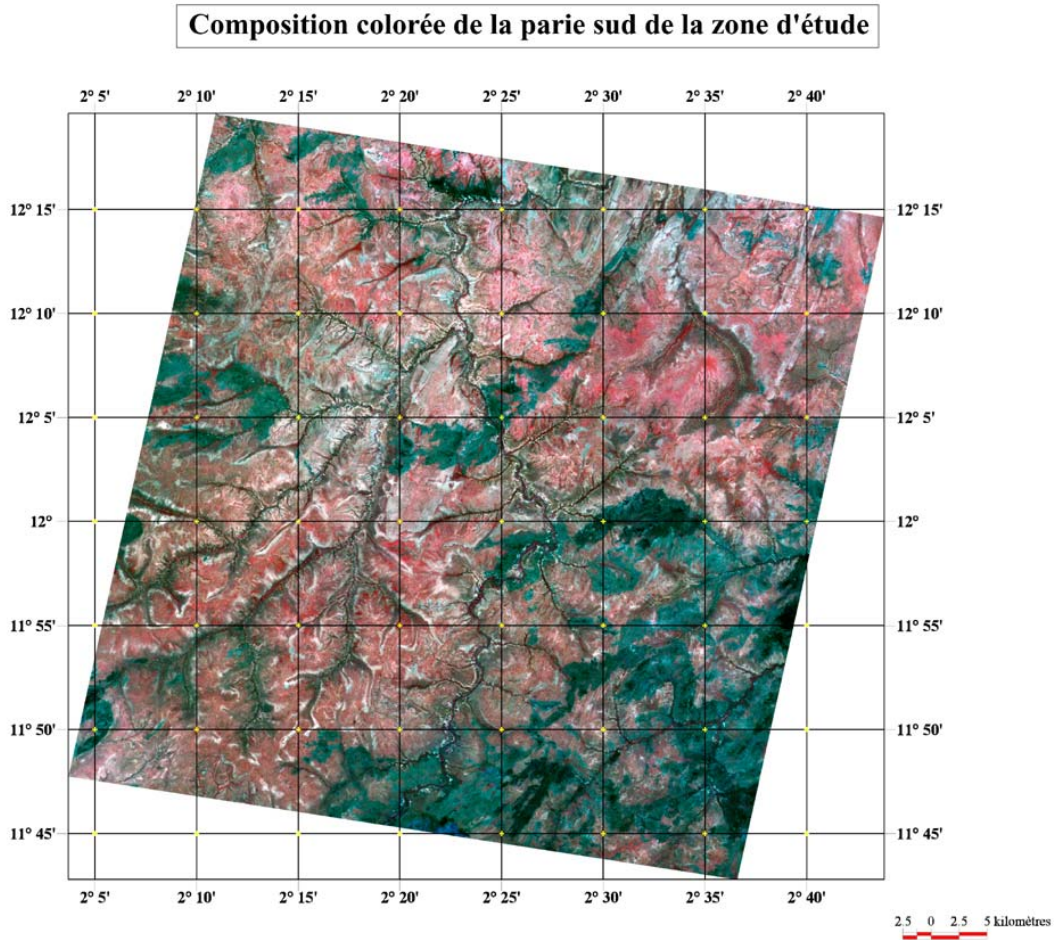 Composition colorée de la parie sud de la zone d'étude
2° 5' 2° 10' 2° 15' 2° 20' 2° 25' 2° 30' 2° 35' 2° 40'
12° 15' 12° 15'
12° 10' 12° 10'
12° 5' 12° 5'
12° 12°
11° 55' 11° 55'
11° 50' 11° 50'
11° 45' 11° 45'
2° 5' 2° 10' 2° 15' 2° 20' 2° 25' 2° 30' 2° 35' 2° 40'
2.5 0 2.5 5 kilomètres